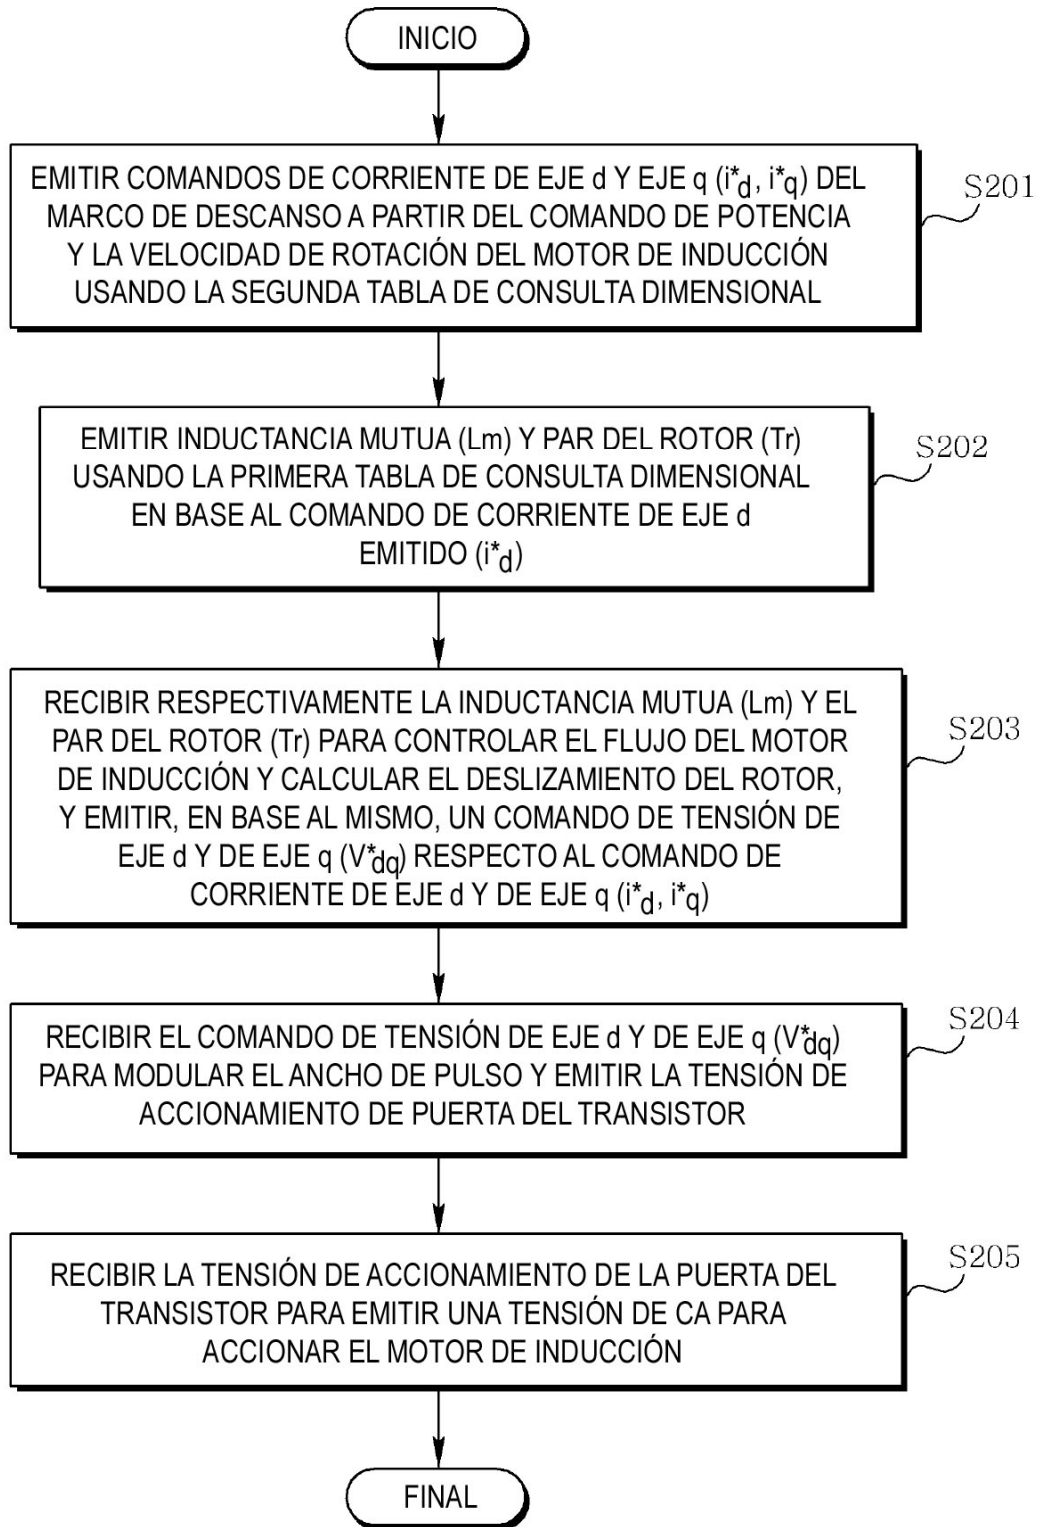 INICIO
EMITIR COMANDOS DE CORRIENTE DE EJE d Y EJE q (i*d, i*q) DEL
MARCO DE DESCANSO A PARTIR DEL COMANDO DE POTENCIA
Y LA VELOCIDAD DE ROTACIÓN DEL MOTOR DE INDUCCIÓN
USANDO LA SEGUNDA TABLA DE CONSULTA DIMENSIONAL
S201
EMITIR INDUCTANCIA MUTUA (Lm) Y PAR DEL ROTOR (Tr)
USANDO LA PRIMERA TABLA DE CONSULTA DIMENSIONAL
EN BASE AL COMANDO DE CORRIENTE DE EJE d
EMITIDO (i*d)
S202
RECIBIR RESPECTIVAMENTE LA INDUCTANCIA MUTUA (Lm) Y EL
PAR DEL ROTOR (Tr) PARA CONTROLAR EL FLUJO DEL MOTOR
DE INDUCCIÓN Y CALCULAR EL DESLIZAMIENTO DEL ROTOR,
Y EMITIR, EN BASE AL MISMO, UN COMANDO DE TENSIÓN DE
EJE d Y DE EJE q (V*dq) RESPECTO AL COMANDO DE
CORRIENTE DE EJE d Y DE EJE q (i*d, i*q)
S203
RECIBIR EL COMANDO DE TENSIÓN DE EJE d Y DE EJE q (V*dq)
PARA MODULAR EL ANCHO DE PULSO Y EMITIR LA TENSIÓN DE
ACCIONAMIENTO DE PUERTA DEL TRANSISTOR
S204
RECIBIR LA TENSIÓN DE ACCIONAMIENTO DE LA PUERTA DEL
TRANSISTOR PARA EMITIR UNA TENSIÓN DE CA PARA
ACCIONAR EL MOTOR DE INDUCCIÓN
S205
FINAL